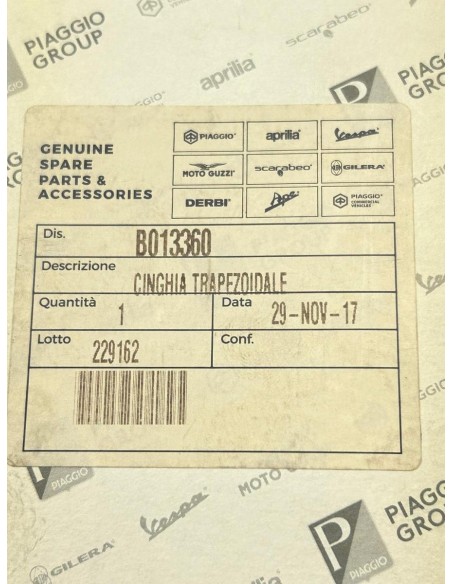 PIAGGIO
GROUP
aprilia
scarabeo
GENUINE
SPARE
PARTS &
ACCESSORIES
PIAGGIO
aprilia
Vespa
MOTO GUZZI
scarabeo
GILERA
DERBI
Ape
PIAGGIO
COMMERCIAL
VEHICLES
Dis. B013360
Descrizione
CINGHIA TRAPEZOIDALE
Quantità 1 Data 29-NOV-17
Lotto 229162 Conf.
PIAGGIO
Vespa
MOTO GUZZI
PIAGGIO
GROUP
GILERA
PIAGGIO